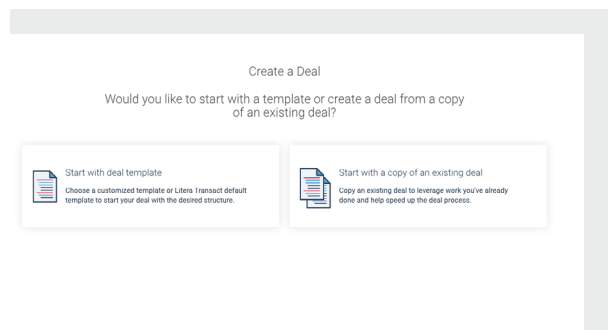 Create a Deal
Would you like to start with a template or create a deal from a copy
of an existing deal?
Start with deal template
Choose a customized template or Litera Transact default
template to start your deal with the desired structure.
Start with a copy of an existing deal
Copy an existing deal to leverage work you've already
done and help speed up the deal process.